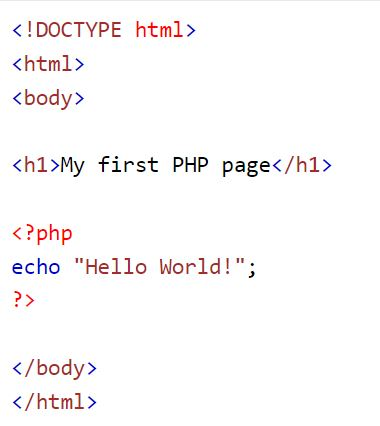 <!DOCTYPE html>
<html>
<body>

<h1>My first PHP page</h1>

<?php
echo "Hello World!";
?>

</body>
</html>